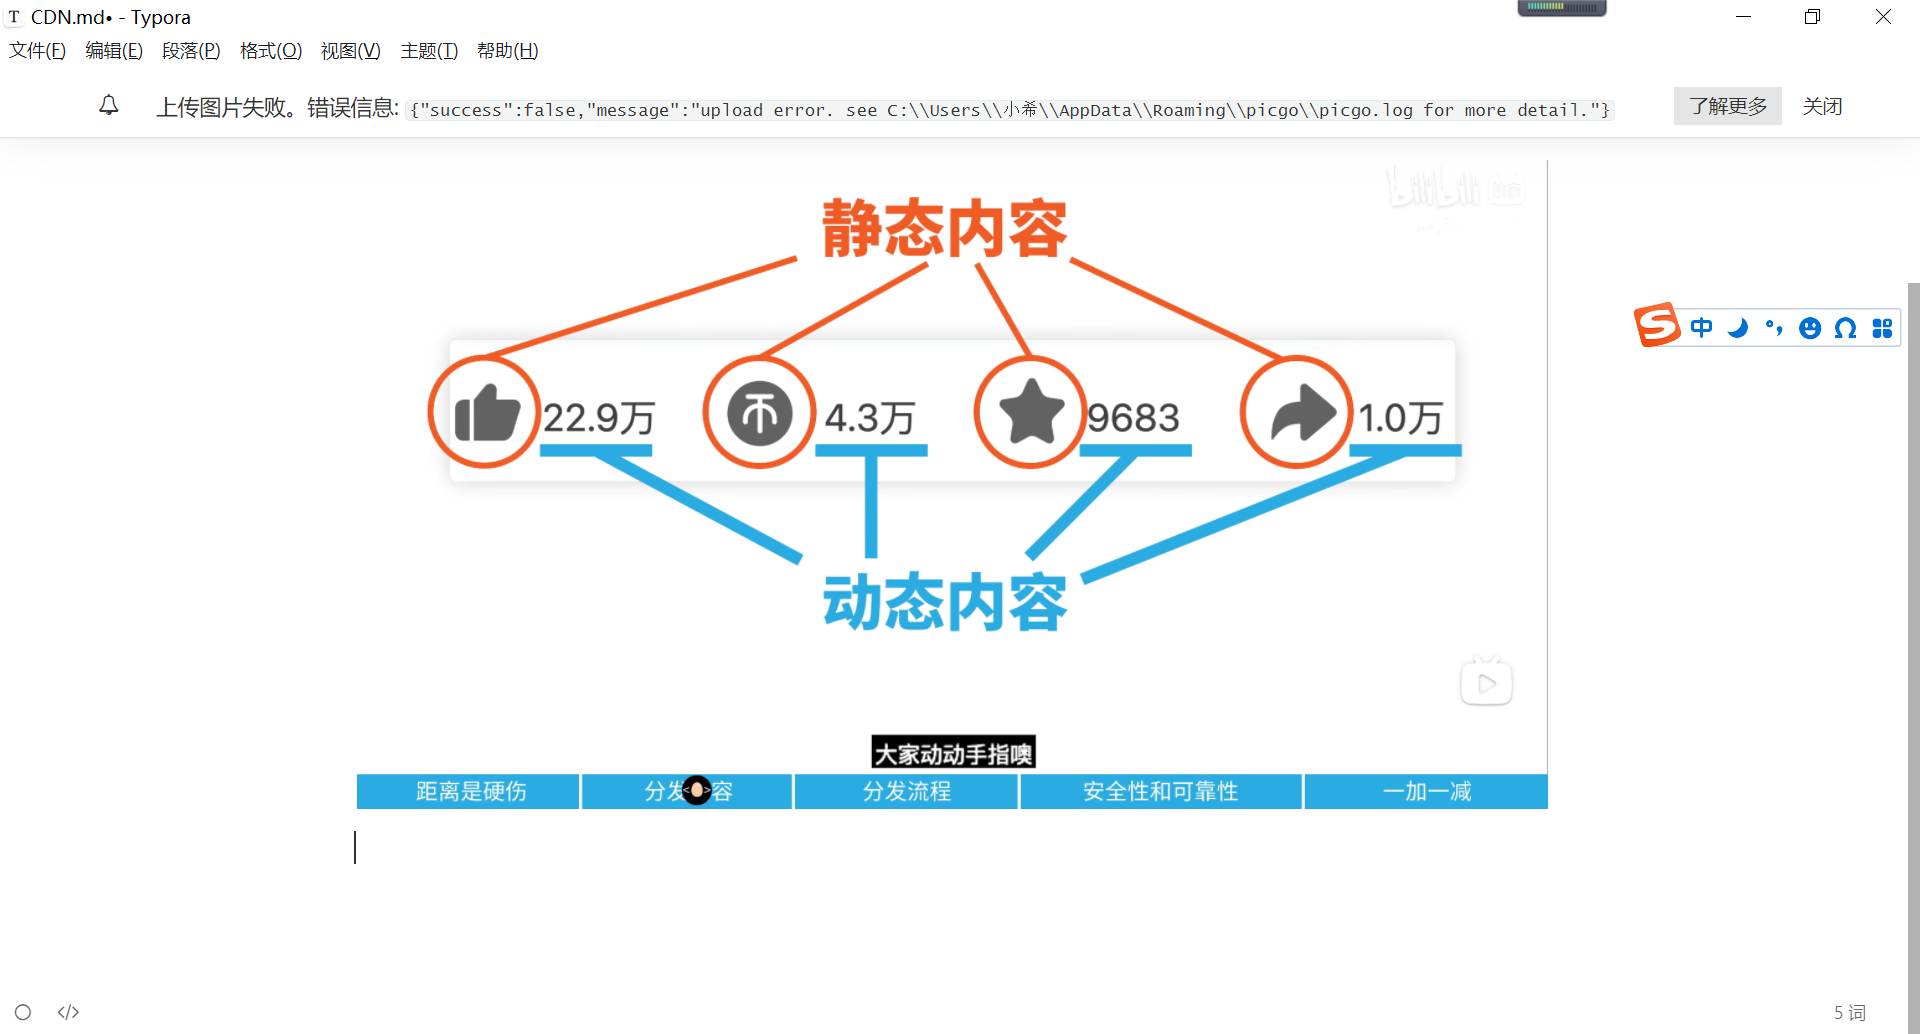 CDN.md• - Typora
文件(F) 编辑(E) 段落(P) 格式(O) 视图(V) 主题(T) 帮助(H)
上传图片失败。错误信息: {"success":false,"message":"upload error. see C:\\Users\\小希\\AppData\\Roaming\\picgo\\picgo.log for more detail."} 了解更多 关闭
bilibili
静态内容
中
22.9万 4.3万 9683 1.0万
动态内容
大家动动手指噢
距离是硬伤 分发 容 分发流程 安全性和可靠性 一加一减
5 词